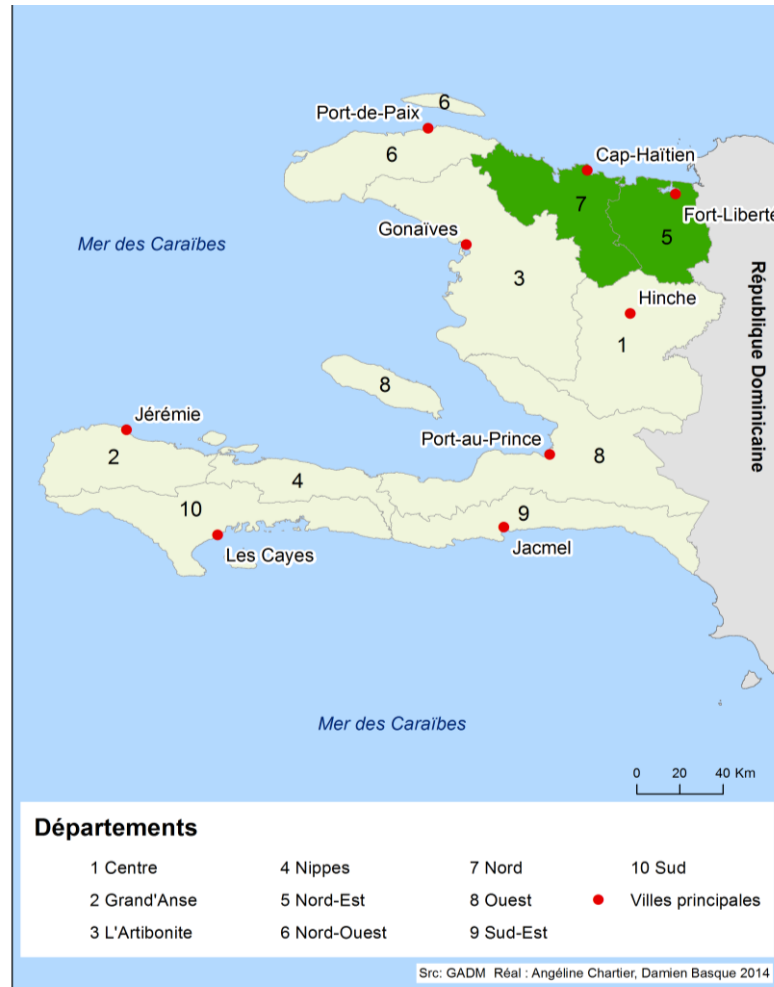 6
Port-de-Paix
6
Cap-Haïtien
7
Fort-Liberté
5
Gonaïves
Mer des Caraïbes
3
Hinche
1
République Dominicaine
8
Jérémie
2
Port-au-Prince
8
4
10
9
Les Cayes
Jacmel
Mer des Caraïbes
0 20 40 Km
Départements
1 Centre
2 Grand'Anse
3 L'Artibonite
4 Nippes
5 Nord-Est
6 Nord-Ouest
7 Nord
8 Ouest
9 Sud-Est
10 Sud
Villes principales
Src: GADM Réal : Angéline Chartier, Damien Basque 2014